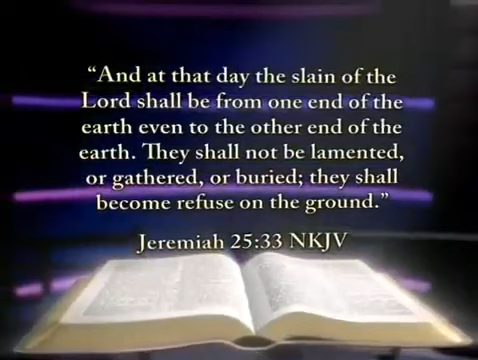 “And at that day the slain of the
Lord shall be from one end of the
earth even to the other end of the
earth. They shall not be lamented,
or gathered, or buried; they shall
become refuse on the ground.”
Jeremiah 25:33 NKJV